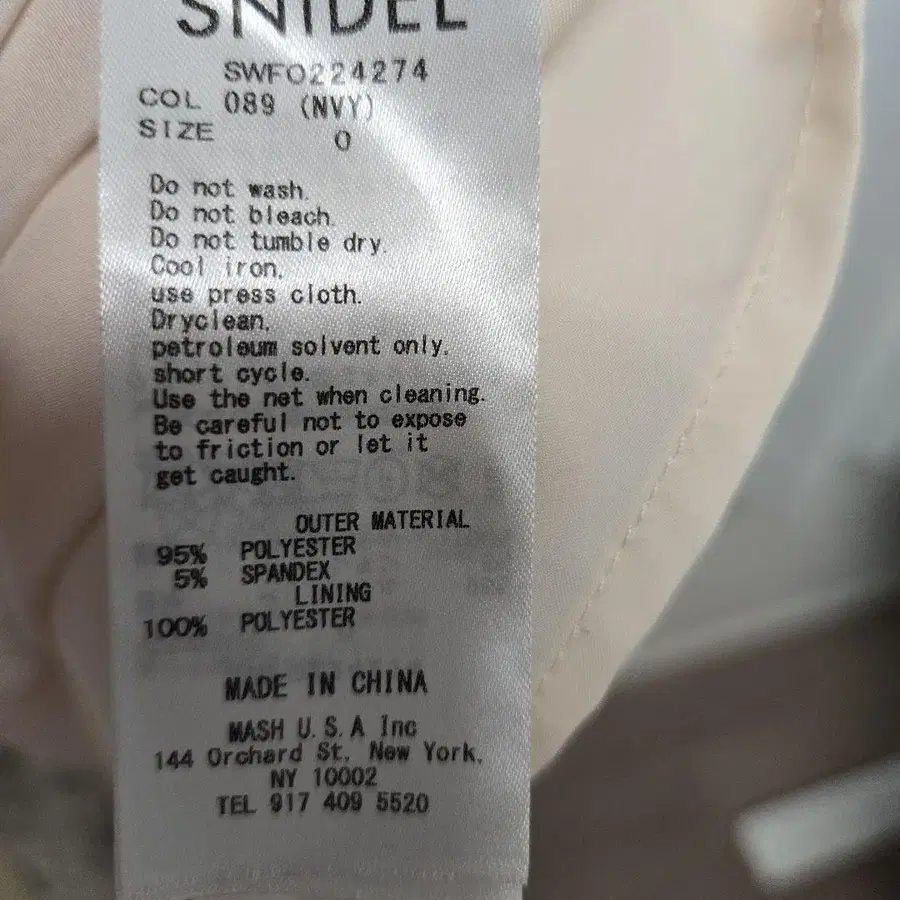 SNIDEL
SWFO224274
COL 089 (NVY)
SIZE 0
Do not wash.
Do not bleach.
Do not tumble dry.
Cool iron.
use press cloth.
Dryclean.
petroleum solvent only.
short cycle.
Use the net when cleaning.
Be careful not to expose
to friction or let it
get caught.
OUTER MATERIAL
95% POLYESTER
5% SPANDEX
LINING
100% POLYESTER
MADE IN CHINA
MASH U.S.A Inc
144 Orchard St. New York.
NY 10002
TEL 917 409 5520